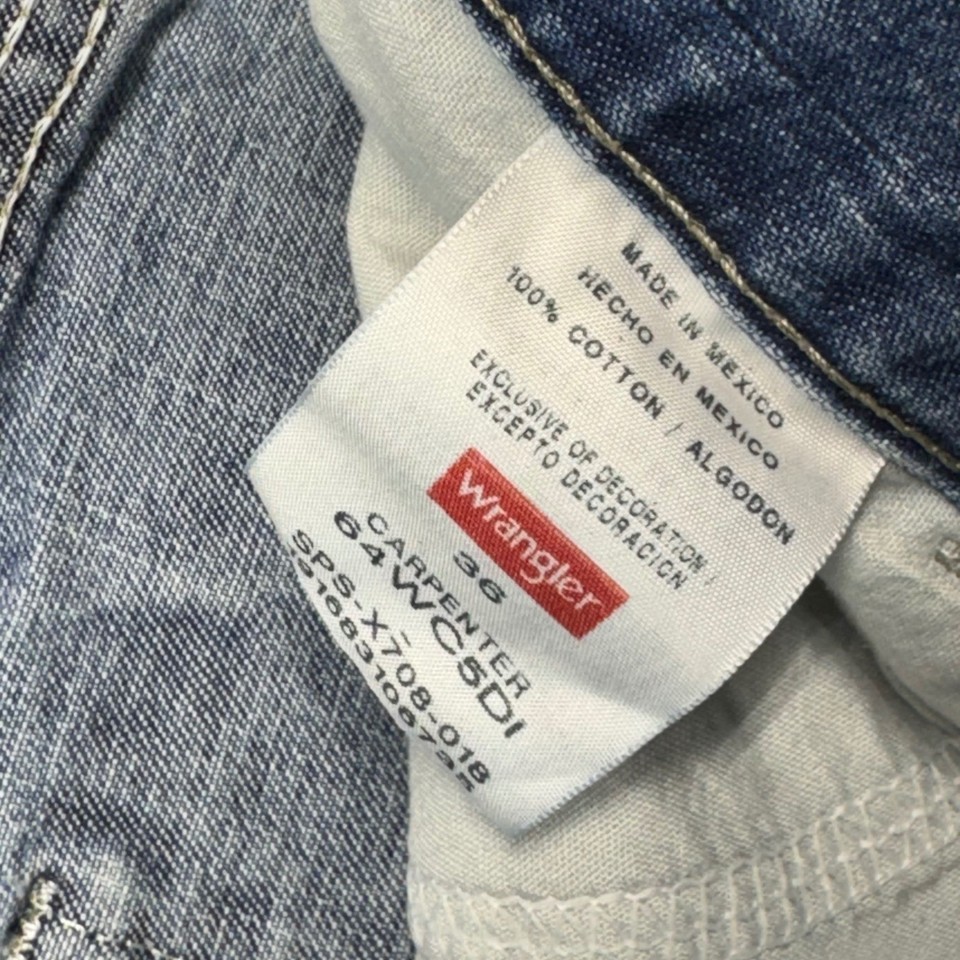 MADE IN MEXICO
HECHO EN MEXICO
100% COTTON / ALGODON
EXCLUSIVE OF DECORATION /
EXCEPTO DECORACION
Wrangler
36
CARPENTER
64WC5DI
SPS-X708-018